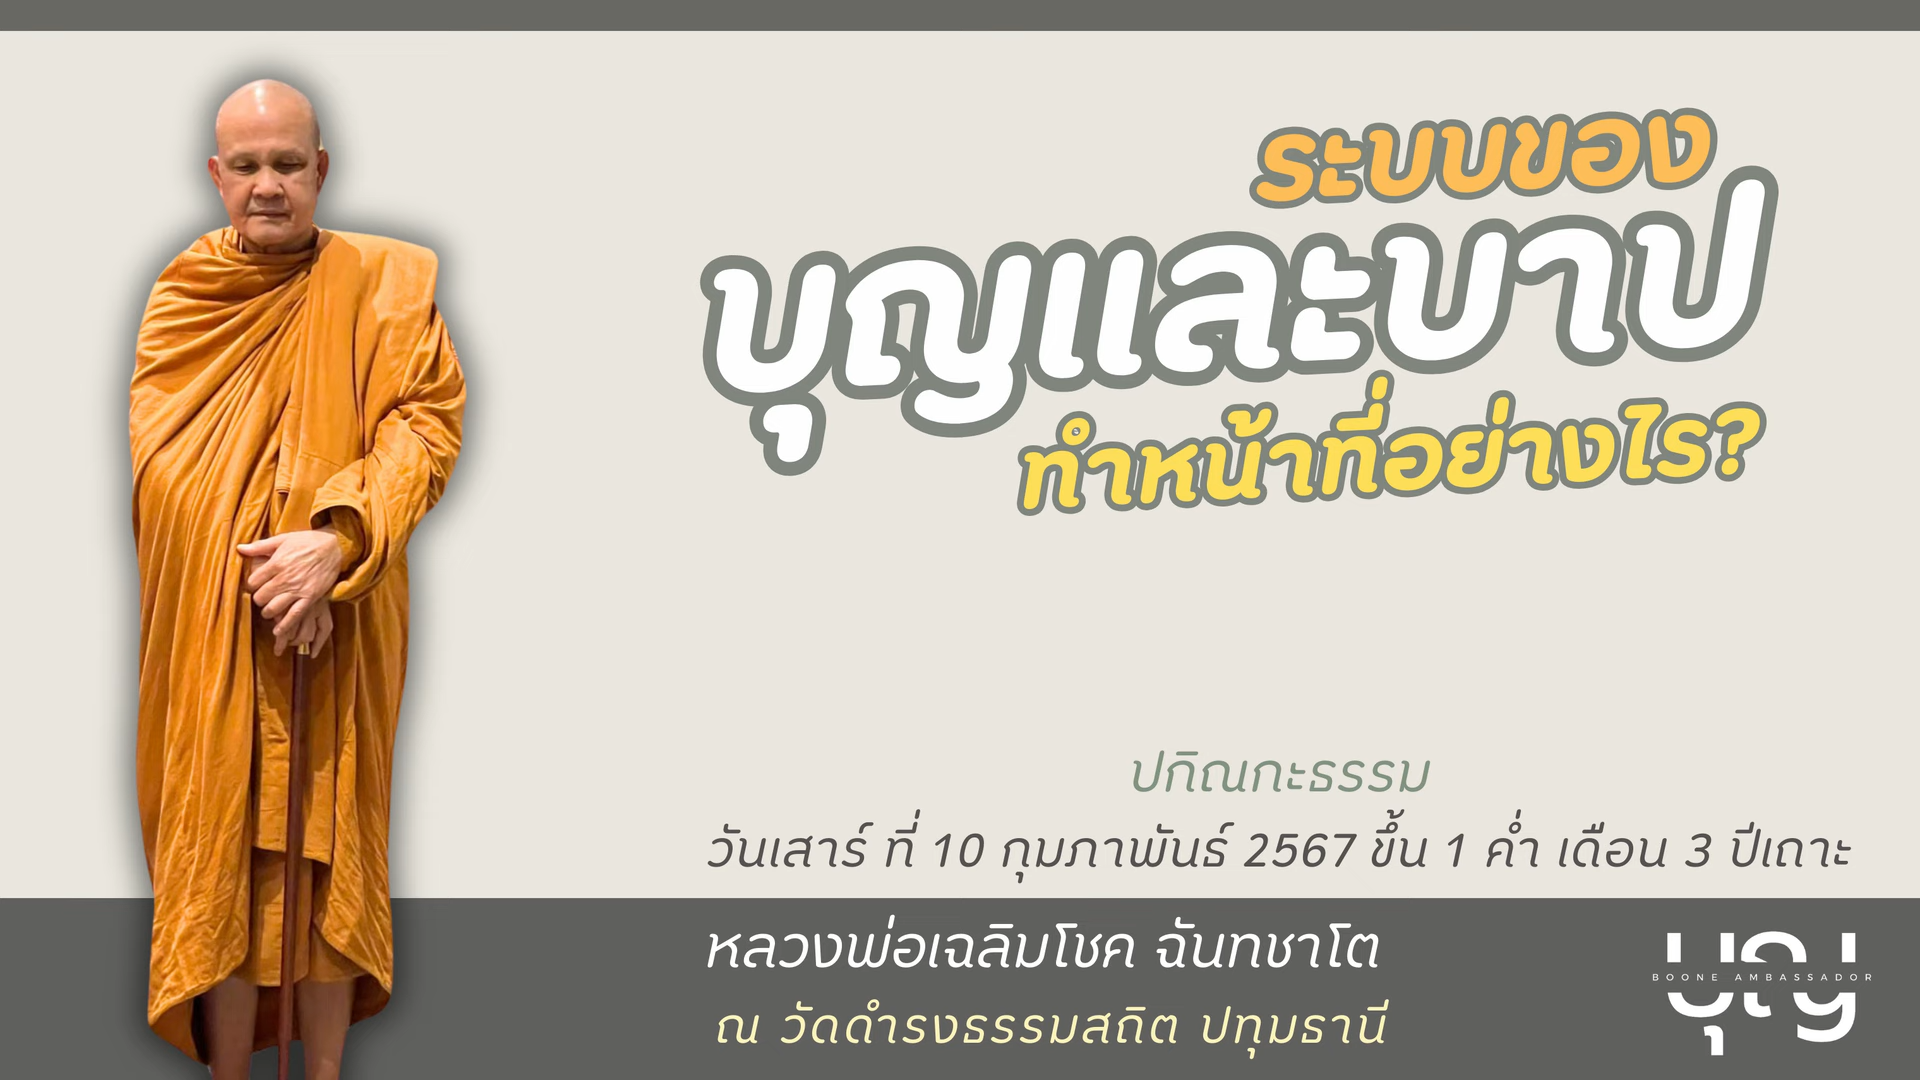 ระบบของ
บุญและบาป
ทำหน้าที่อย่างไร?
ปกิณกะธรรม
วันเสาร์ ที่ 10 กุมภาพันธ์ 2567 ขึ้น 1 ค่ำ เดือน 3 ปีเถาะ
หลวงพ่อเฉลิมโชค ฉันทชาโต
ณ วัดดำรงธรรมสถิต ปทุมธานี
บุญ
BOONE AMBASSADOR